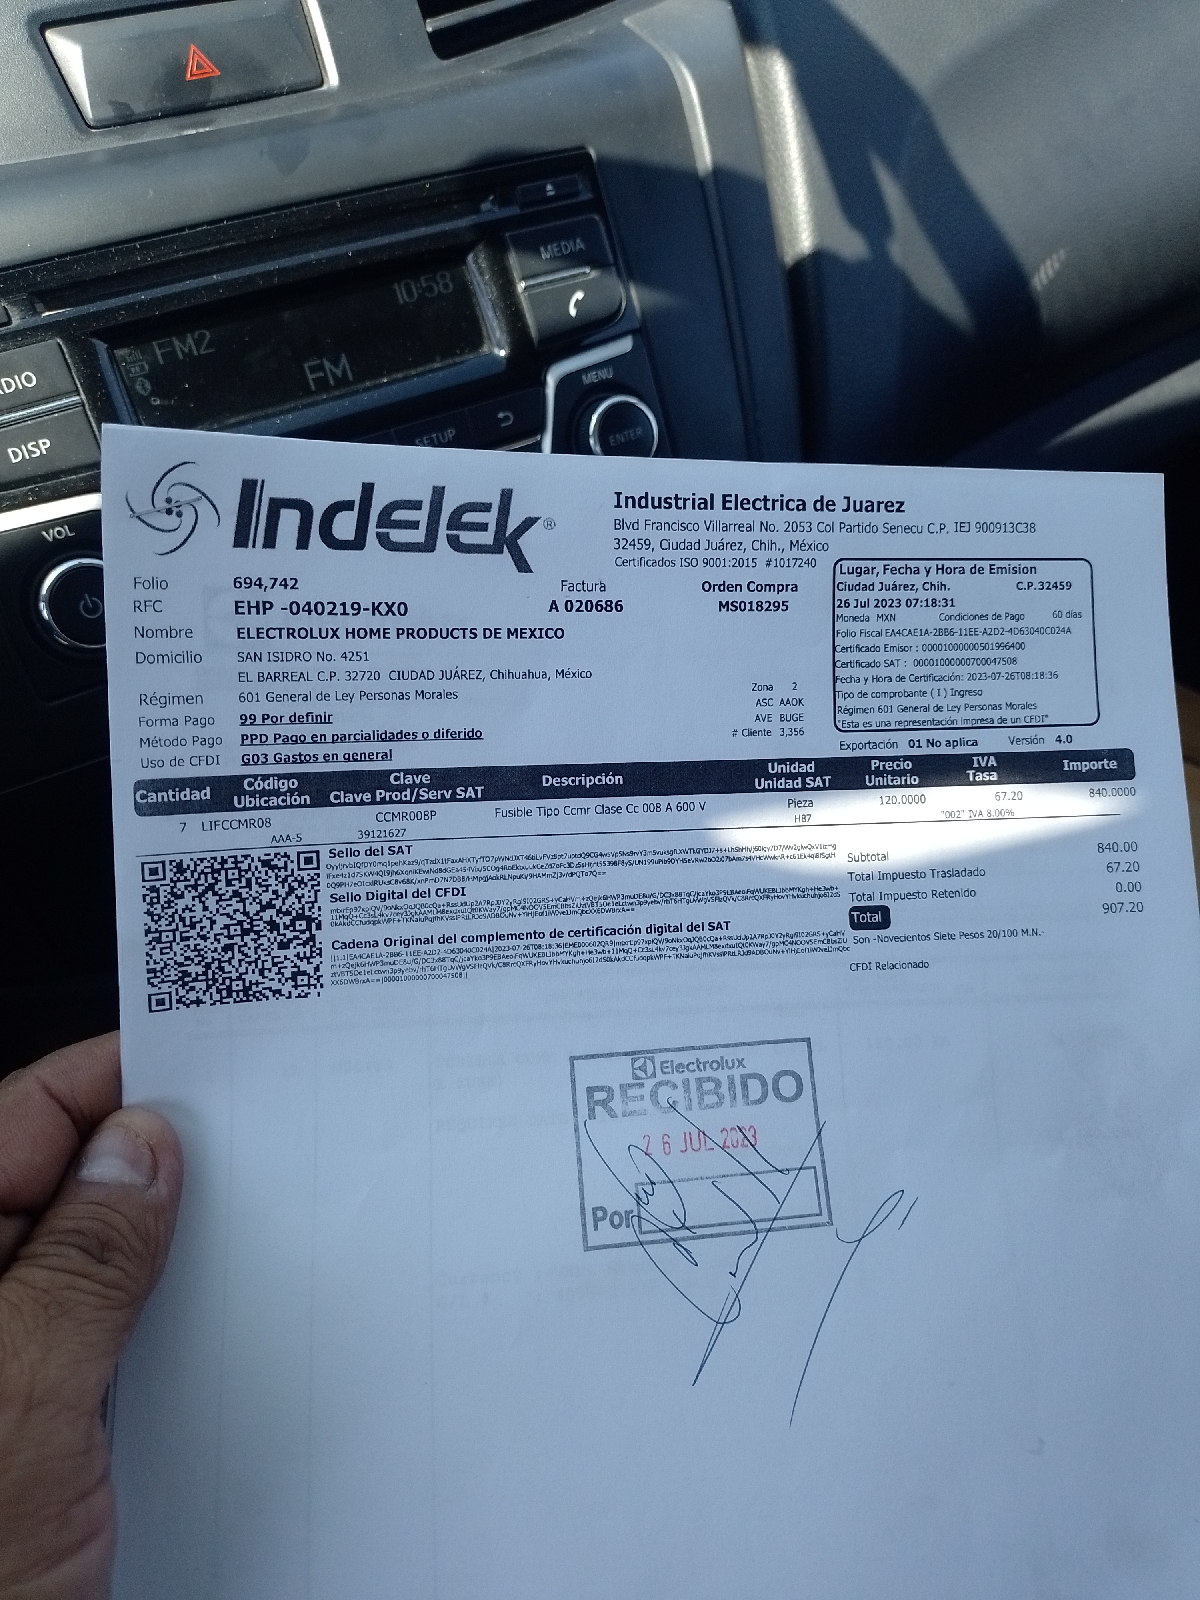 MEDIA
10:58
FM2
FM
DIO
DISP
SETUP
MENU
ENTER
VOL
Indelek®
Industrial Electrica de Juarez
Blvd Francisco Villarreal No. 2053 Col Partido Senecu C.P. IEJ 900913C38
32459, Ciudad Juárez, Chih., México
Certificados ISO 9001:2015 #1017240
Folio 694,742 Factura Orden Compra
RFC EHP -040219-KX0 A 020686 MS018295
Nombre ELECTROLUX HOME PRODUCTS DE MEXICO
Domicilio SAN ISIDRO No. 4251
EL BARREAL C.P. 32720 CIUDAD JUÁREZ, Chihuahua, México
Régimen 601 General de Ley Personas Morales
Forma Pago 99 Por definir
Método Pago PPD Pago en parcialidades o diferido
Uso de CFDI G03 Gastos en general
Zona 2
ASC AAOK
AVE BUGE
# Cliente 3,356
Lugar, Fecha y Hora de Emision
Ciudad Juárez, Chih. C.P.32459
26 Jul 2023 07:18:31
Moneda MXN Condiciones de Pago 60 días
Folio Fiscal EA4CAE1A-2BB6-11EE-A2D2-4D63040C024A
Certificado Emisor : 00001000000501996400
Certificado SAT : 00001000000700047508
Fecha y Hora de Certificación: 2023-07-26T08:18:36
Tipo de comprobante ( I ) Ingreso
Régimen 601 General de Ley Personas Morales
"Esta es una representación impresa de un CFDI"
Exportación 01 No aplica Versión 4.0
Cantidad Código Ubicación Clave Clave Prod/Serv SAT Descripción Unidad Unidad SAT Precio Unitario IVA Tasa Importe
7 LIFCCMR08 CCMR008P Fusible Tipo Ccmr Clase Cc 008 A 600 V Pieza 120.0000 67.20 840.0000
AAA-5 39121627 H87 "002" IVA 8.00%
Sello del SAT
Sello Digital del CFDI
Cadena Original del complemento de certificación digital del SAT
Subtotal 840.00
Total Impuesto Trasladado 67.20
Total Impuesto Retenido 0.00
Total 907.20
Son -Novecientos Siete Pesos 20/100 M.N.-
CFDI Relacionado
Electrolux
RECIBIDO
26 JUL 2023
Por